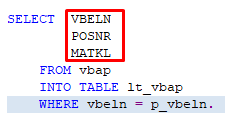 SELECT VBELN
POSNR
MATKL
FROM vbap
INTO TABLE lt_vbap
WHERE vbeln = p_vbeln.